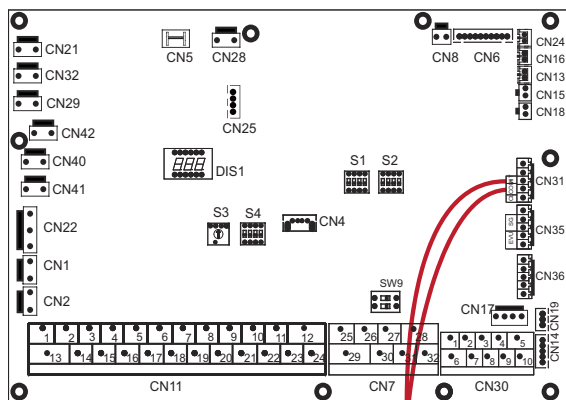 CN21
CN32
CN29
CN42
CN40
CN41
CN22
CN1
CN2
CN5
CN28
CN25
DIS1
S1 S2
S3 S4
CN4
SW9
CN8 CN6
CN24
CN16
CN13
CN15
CN18
CN31
EVU SG
CN35
CN36
CN17
CN19
CN14
1 2 3 4 5 6 7 8 9 10 11 12
13 14 15 16 17 18 19 20 21 22 23 24
CN11
25 26 27 28
29 30 31 32
CN7
1 2 3 4 5
6 7 8 9 10
CN30